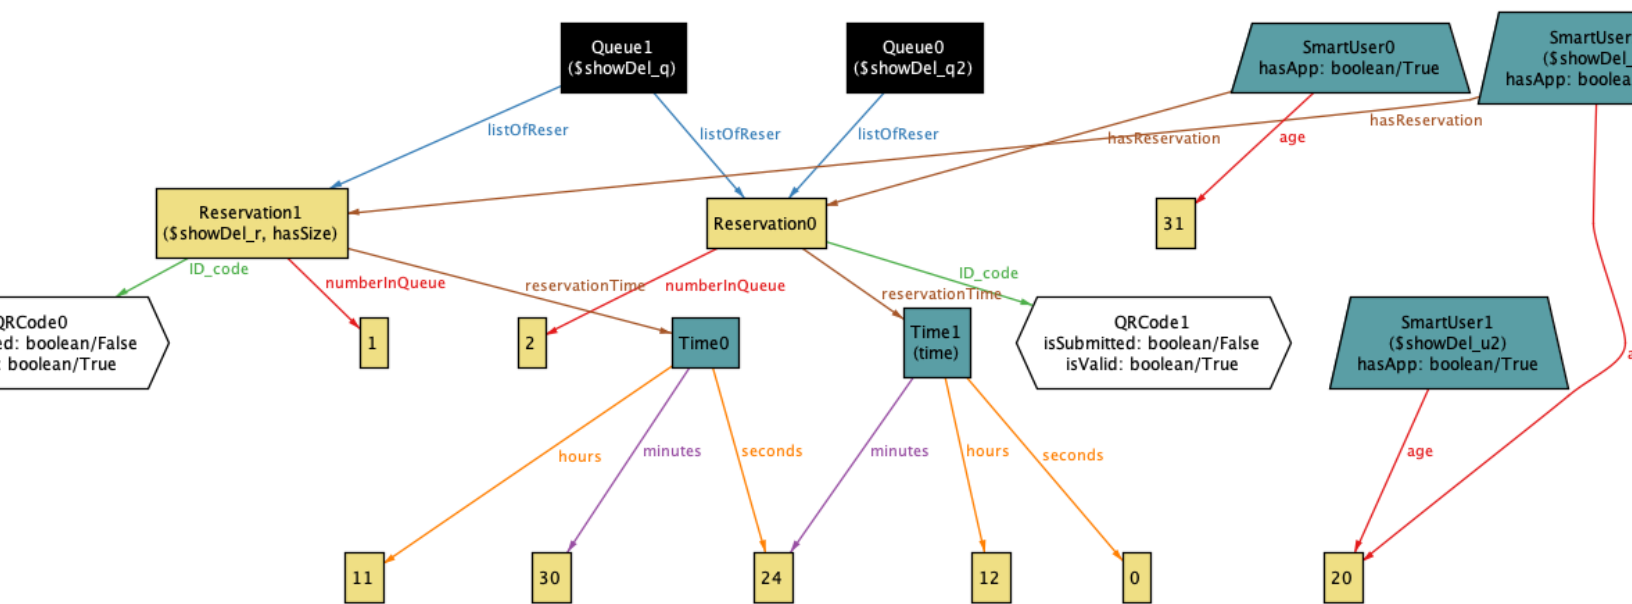 Queue1
($showDel_q)
Queue0
($showDel_q2)
SmartUser0
hasApp: boolean/True
SmartUser
($showDel_
hasApp: boolea
listOfReser
listOfReser
listOfReser
hasReservation
hasReservation
age
Reservation1
($showDel_r, hasSize)
Reservation0
31
ID_code
numberInQueue
reservationTime
numberInQueue
reservationTime
ID_code
QRCode0
ed: boolean/False
: boolean/True
1
2
Time0
Time1
(time)
QRCode1
isSubmitted: boolean/False
isValid: boolean/True
SmartUser1
($showDel_u2)
hasApp: boolean/True
hours
minutes
seconds
minutes
hours
seconds
age
11
30
24
12
0
20